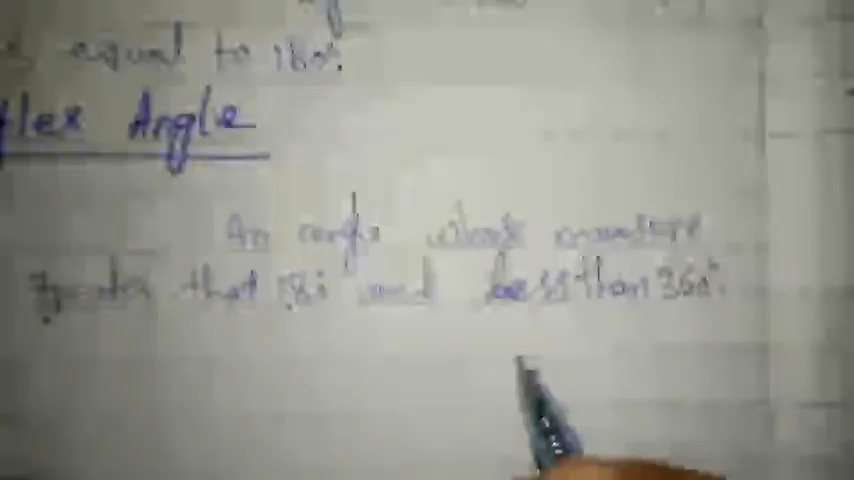 equal to 180°.
flex Angle
An angle whose measure
greater that 180 and less than 360°.